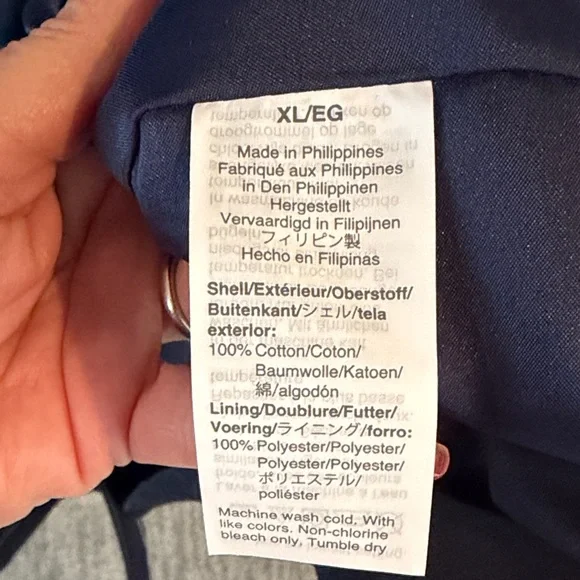 XL/EG
Made in Philippines
Fabriqué aux Philippines
In Den Philippinen
Hergestellt
Vervaardigd in Filipijnen
フィリピン製
Hecho en Filipinas
Shell/Extérieur/Oberstoff/
Buitenkant/シェル/tela
exterior:
100% Cotton/Coton/
Baumwolle/Katoen/
綿/algodón
Lining/Doublure/Futter/
Voering/ライニング/forro:
100% Polyester/Polyester/
Polyester/Polyester/
ポリエステル/
poliéster
Machine wash cold, With
like colors. Non-chlorine
bleach only, Tumble dry